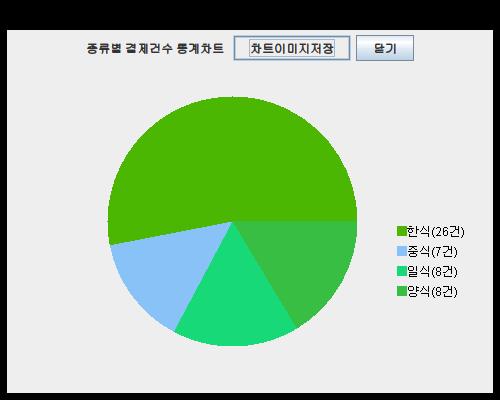 종류별 결제건수 통계차트 차트이미지저장 닫기
한식(26건)
중식(7건)
일식(8건)
양식(8건)